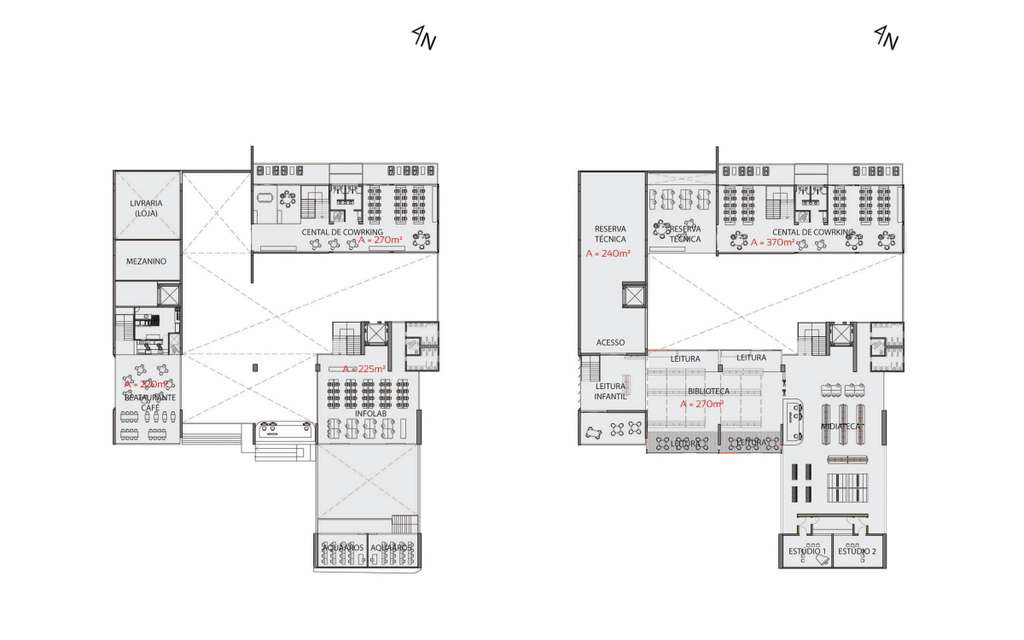 N
N
LIVRARIA
(LOJA)
MEZANINO
CENTAL DE COWRKING
A = 270m²
A = 220m²
RESTAURANTE
CAFÉ
A = 225m²
INFOLAB
AQUÁRIOS
AQUÁRIOS
RESERVA
TÉCNICA
A = 240m²
RESERVA
TÉCNICA
CENTAL DE COWRKING
A = 370m²
ACESSO
LEITURA
LEITURA
LEITURA
INFANTIL
BIBLIOTECA
A = 270m²
LEITURA
LEITURA
MIDIATECA
ESTÚDIO 1
ESTÚDIO 2